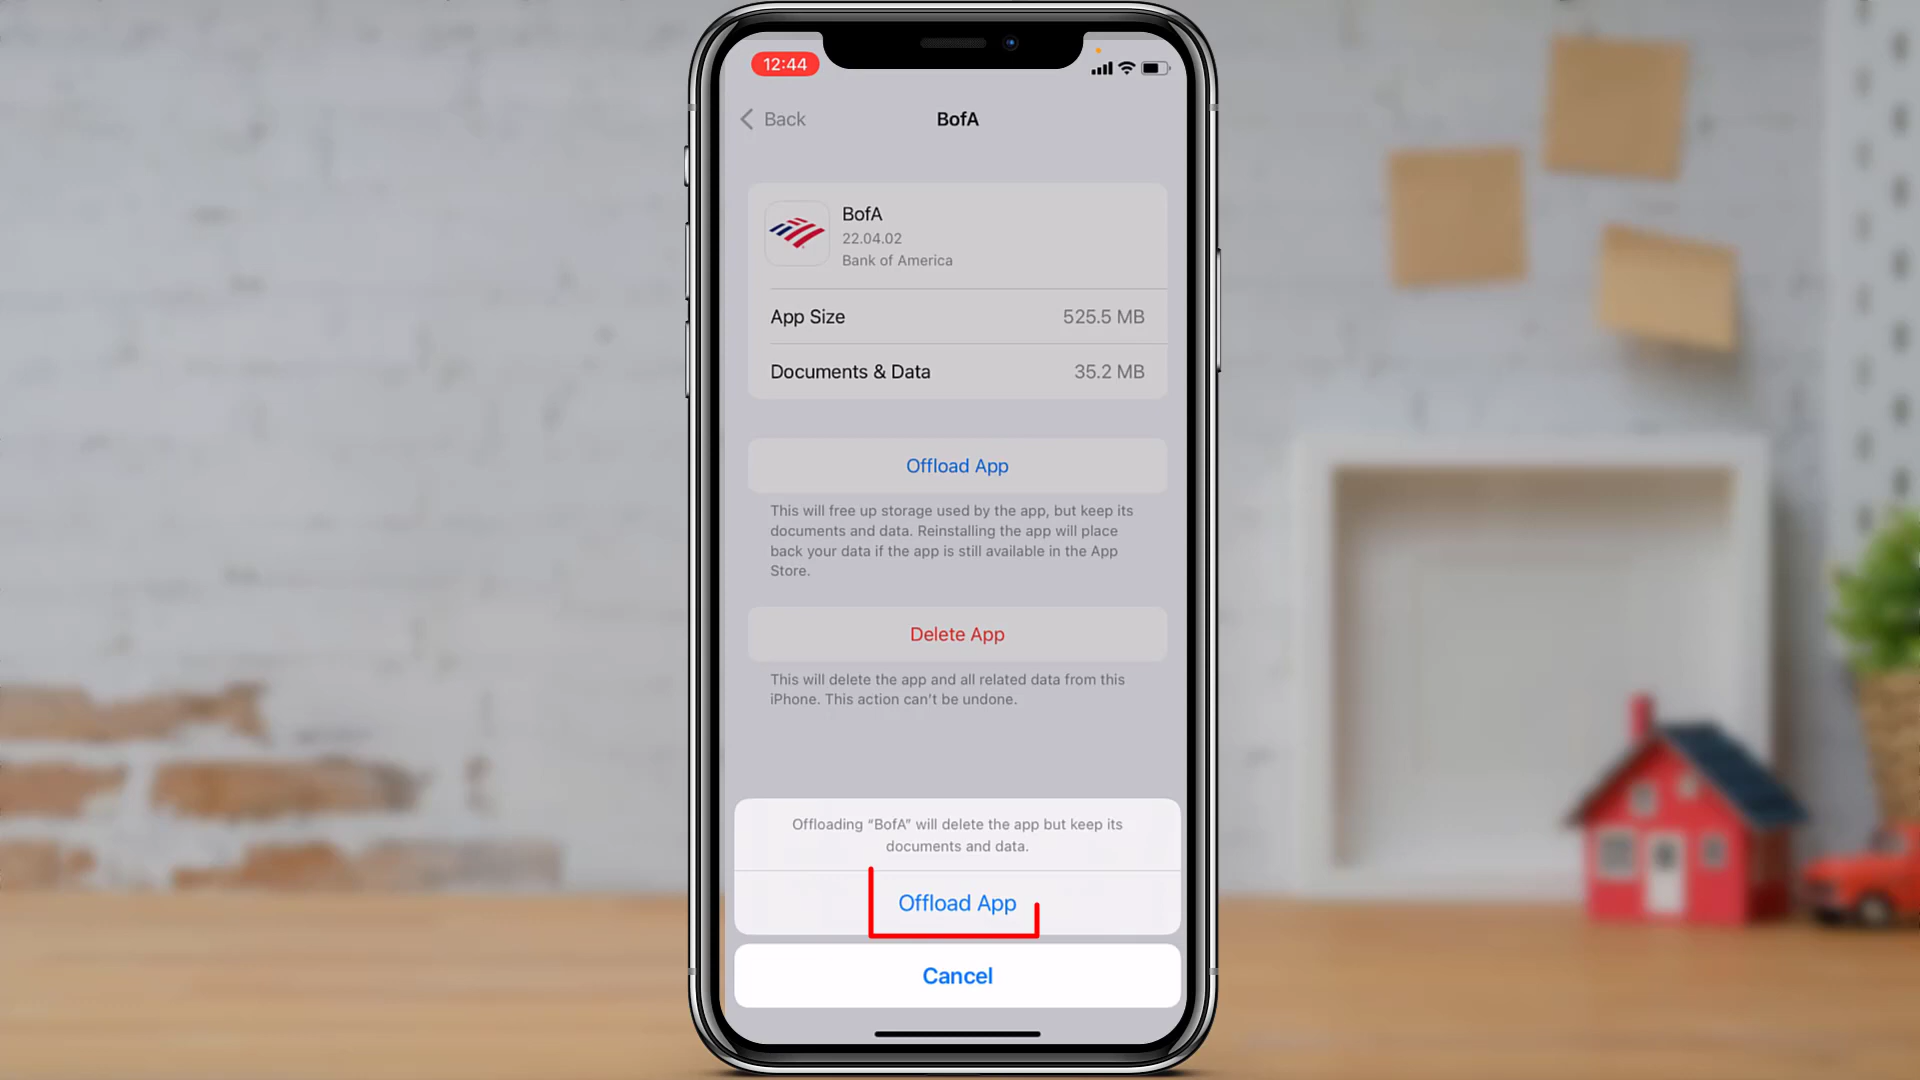 12:44
Back
BofA
BofA
22.04.02
Bank of America
App Size 525.5 MB
Documents & Data 35.2 MB
Offload App
This will free up storage used by the app, but keep its
documents and data. Reinstalling the app will place
back your data if the app is still available in the App
Store.
Delete App
This will delete the app and all related data from this
iPhone. This action can't be undone.
Offloading “BofA” will delete the app but keep its
documents and data.
Offload App
Cancel